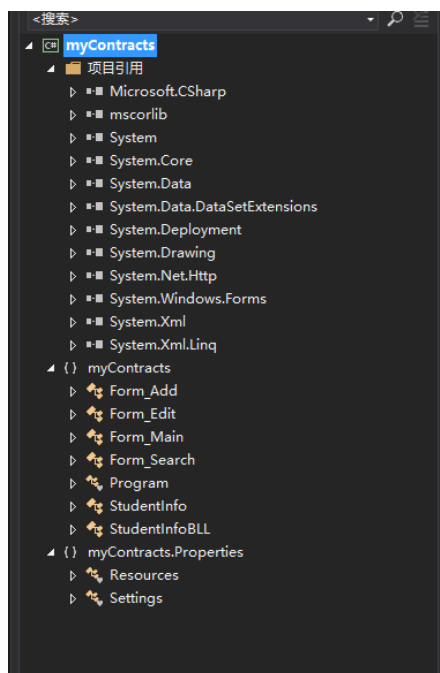 <搜索>
C# myContracts
项目引用
Microsoft.CSharp
mscorlib
System
System.Core
System.Data
System.Data.DataSetExtensions
System.Deployment
System.Drawing
System.Net.Http
System.Windows.Forms
System.Xml
System.Xml.Linq
{} myContracts
Form_Add
Form_Edit
Form_Main
Form_Search
Program
StudentInfo
StudentInfoBLL
{} myContracts.Properties
Resources
Settings